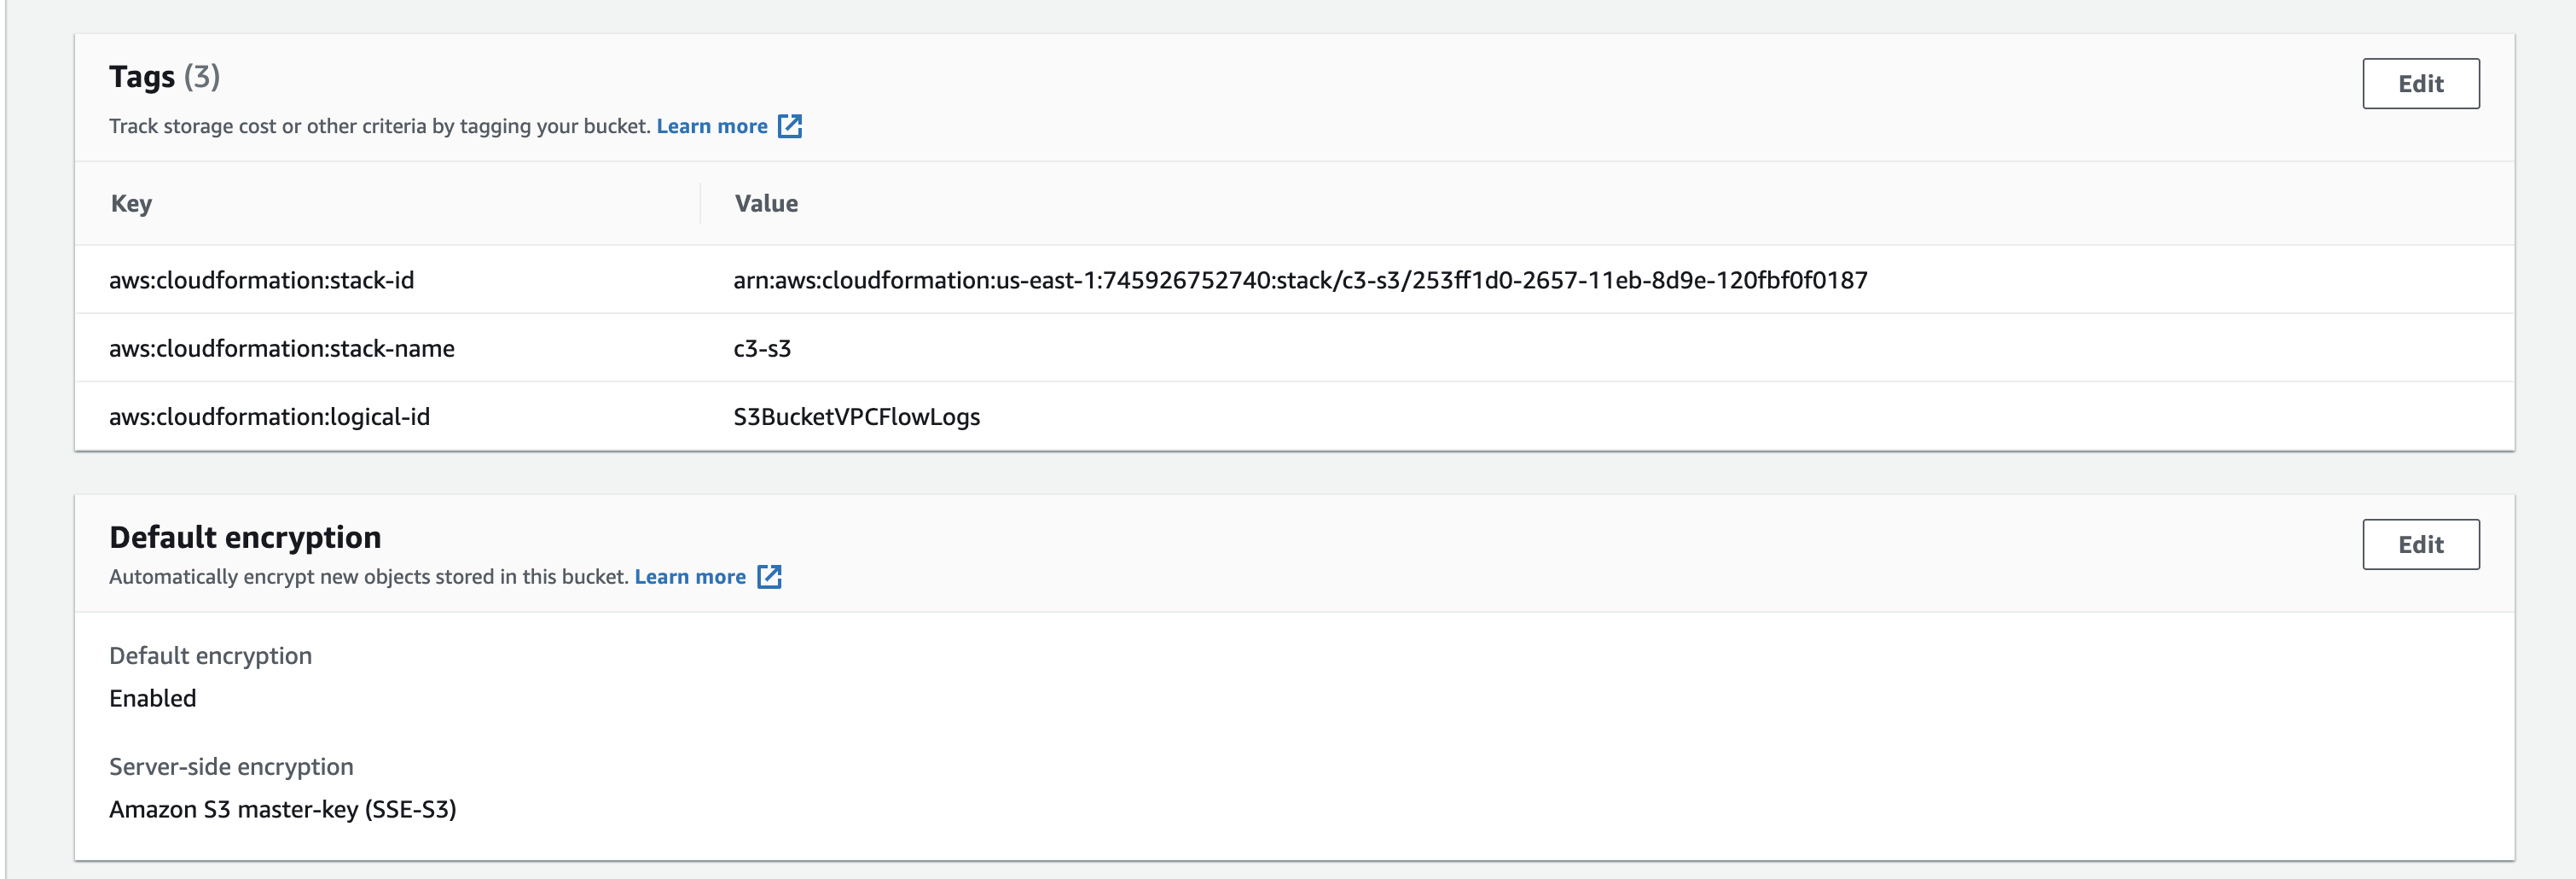 Tags (3)
Edit
Track storage cost or other criteria by tagging your bucket. Learn more
Key Value
aws:cloudformation:stack-id arn:aws:cloudformation:us-east-1:745926752740:stack/c3-s3/253ff1d0-2657-11eb-8d9e-120fbf0f0187
aws:cloudformation:stack-name c3-s3
aws:cloudformation:logical-id S3BucketVPCFlowLogs
Default encryption
Edit
Automatically encrypt new objects stored in this bucket. Learn more
Default encryption
Enabled
Server-side encryption
Amazon S3 master-key (SSE-S3)